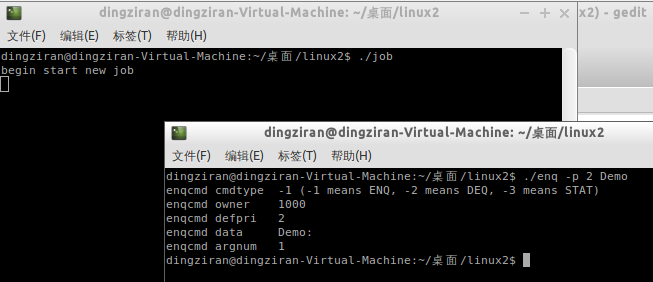 dingziran@dingziran-Virtual-Machine: ~/桌面/linux2
x2) - gedit
文件(F) 编辑(E) 标签(T) 帮助(H)
dingziran@dingziran-Virtual-Machine:~/桌面/linux2$ ./job
begin start new job
dingziran@dingziran-Virtual-Machine: ~/桌面/linux2
文件(F) 编辑(E) 标签(T) 帮助(H)
dingziran@dingziran-Virtual-Machine:~/桌面/linux2$ ./enq -p 2 Demo
enqcmd cmdtype -1 (-1 means ENQ, -2 means DEQ, -3 means STAT)
enqcmd owner 1000
enqcmd defpri 2
enqcmd data Demo:
enqcmd argnum 1
dingziran@dingziran-Virtual-Machine:~/桌面/linux2$